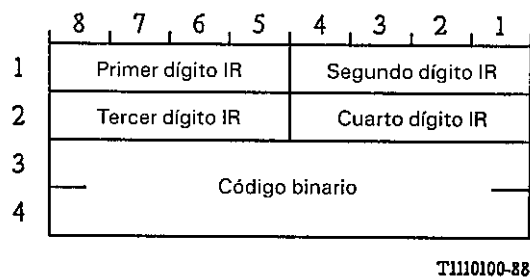 8 7 6 5 4 3 2 1
1 Primer dígito IR Segundo dígito IR
2 Tercer dígito IR Cuarto dígito IR
3
Código binario
4
T1110100-88